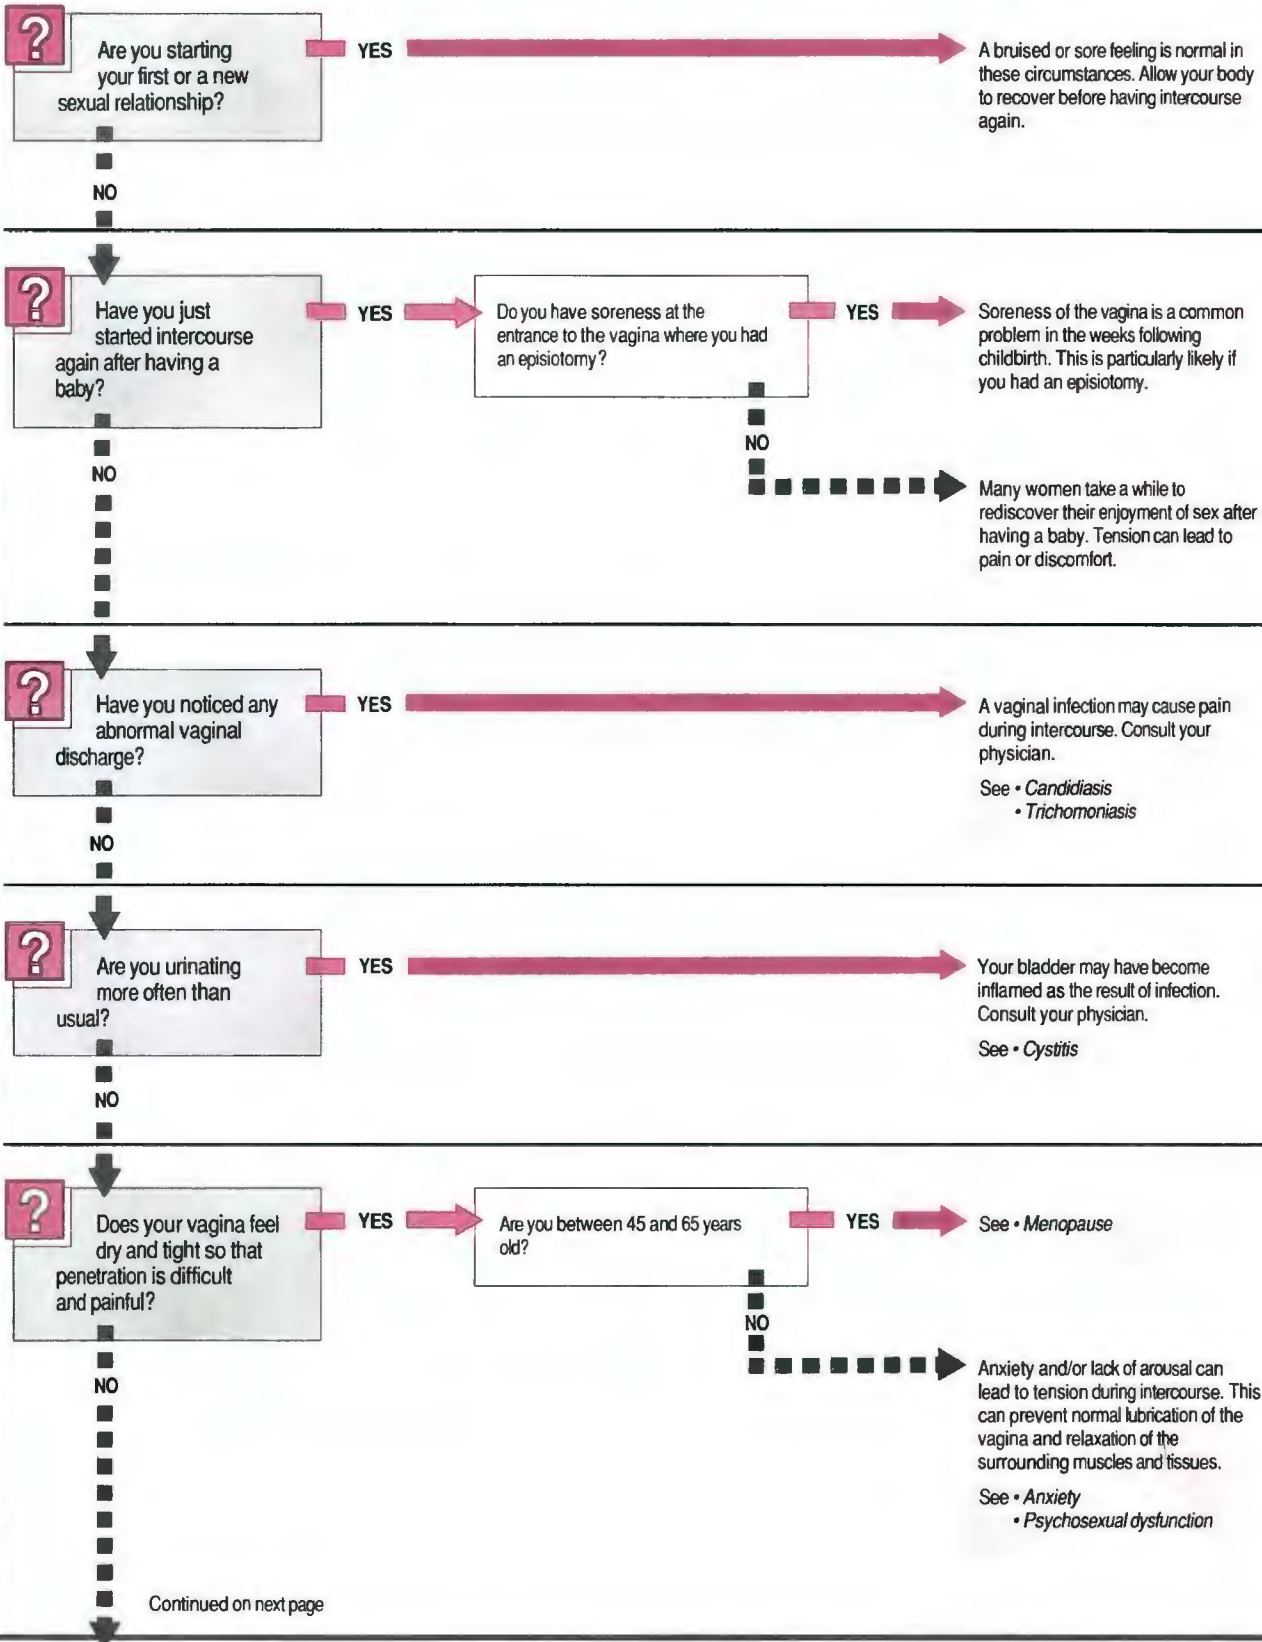 ?
Are you starting
your first or a new
sexual relationship?
YES
A bruised or sore feeling is normal in
these circumstances. Allow your body
to recover before having intercourse
again.
NO
?
Have you just
started intercourse
again after having a
baby?
YES
Do you have soreness at the
entrance to the vagina where you had
an episiotomy?
YES
Soreness of the vagina is a common
problem in the weeks following
childbirth. This is particularly likely if
you had an episiotomy.
NO
Many women take a while to
rediscover their enjoyment of sex after
having a baby. Tension can lead to
pain or discomfort.
NO
?
Have you noticed any
abnormal vaginal
discharge?
YES
A vaginal infection may cause pain
during intercourse. Consult your
physician.
See • Candidiasis
• Trichomoniasis
NO
?
Are you urinating
more often than
usual?
YES
Your bladder may have become
inflamed as the result of infection.
Consult your physician.
See • Cystitis
NO
?
Does your vagina feel
dry and tight so that
penetration is difficult
and painful?
YES
Are you between 45 and 65 years
old?
YES
See • Menopause
NO
Anxiety and/or lack of arousal can
lead to tension during intercourse. This
can prevent normal lubrication of the
vagina and relaxation of the
surrounding muscles and tissues.
See • Anxiety
• Psychosexual dysfunction
NO
Continued on next page